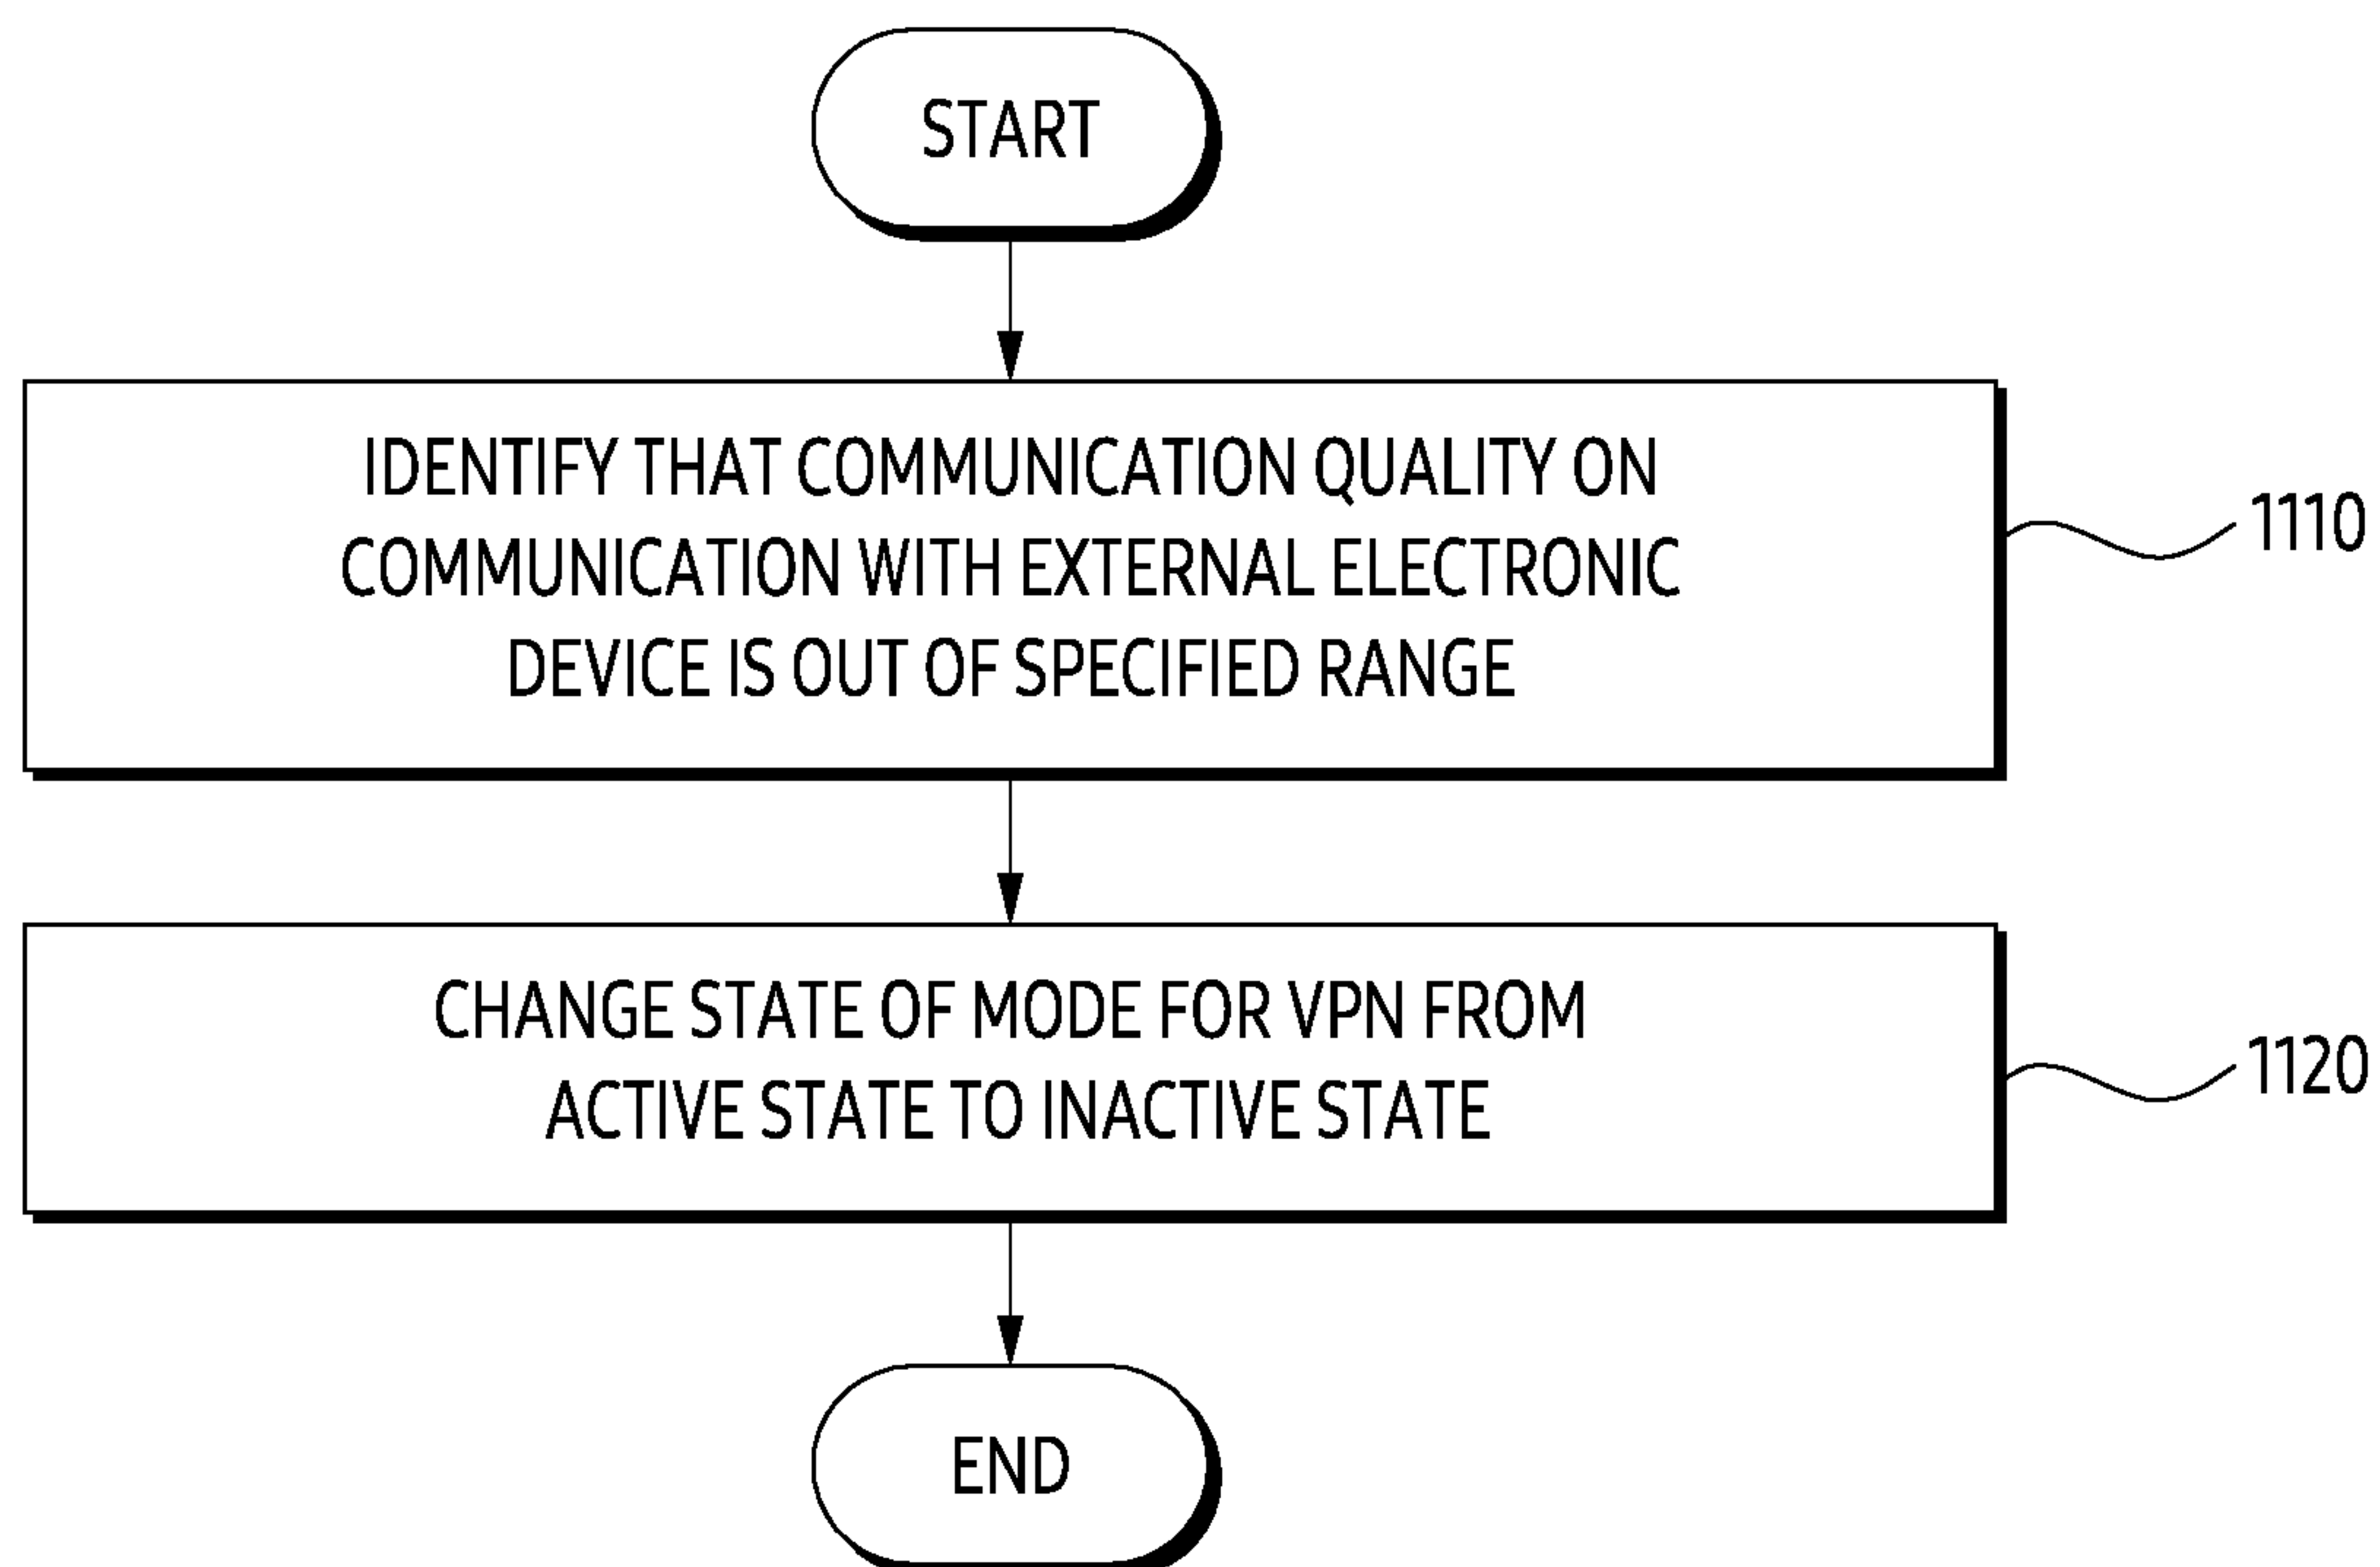 START
IDENTIFY THAT COMMUNICATION QUALITY ON
COMMUNICATION WITH EXTERNAL ELECTRONIC
DEVICE IS OUT OF SPECIFIED RANGE
1110
CHANGE STATE OF MODE FOR VPN FROM
ACTIVE STATE TO INACTIVE STATE
1120
END